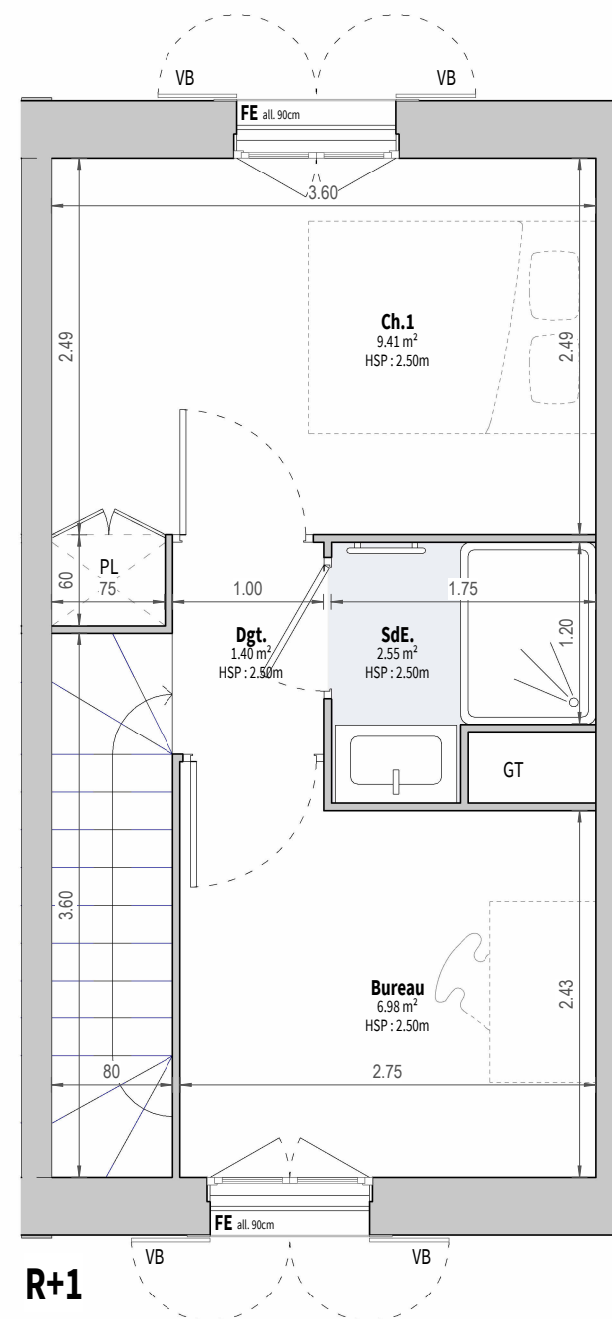 VB
VB
FE all. 90cm
3.60
Ch.1
9.41 m²
HSP : 2.50m
2.49
2.49
PL
60
75
1.00
1.75
1.20
Dgt.
1.40 m²
HSP : 2.50m
SdE.
2.55 m²
HSP : 2.50m
GT
3.60
Bureau
6.98 m²
HSP : 2.50m
2.43
80
2.75
FE all. 90cm
VB
VB
R+1